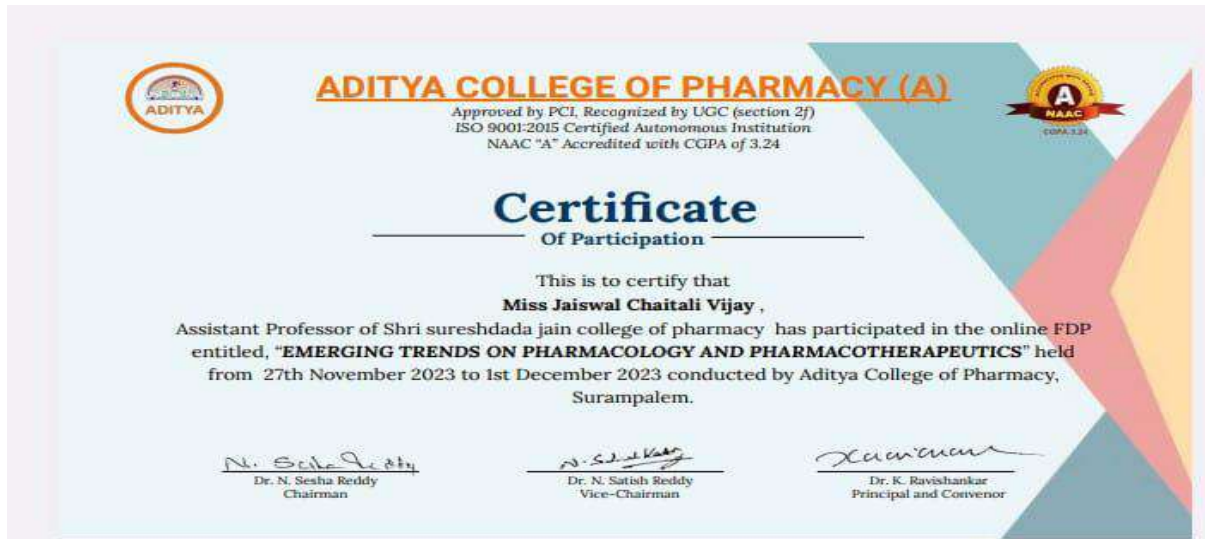 ADITYA
ADITYA COLLEGE OF PHARMACY (A)
Approved by PCI, Recognized by UGC (section 2f)
ISO 9001:2015 Certified Autonomous Institution
NAAC "A" Accredited with CGPA of 3.24
A
NAAC
CGPA 3.24
Certificate
Of Participation
This is to certify that
Miss Jaiswal Chaitali Vijay ,
Assistant Professor of Shri sureshdada jain college of pharmacy has participated in the online FDP
entitled, "EMERGING TRENDS ON PHARMACOLOGY AND PHARMACOTHERAPEUTICS" held
from 27th November 2023 to 1st December 2023 conducted by Aditya College of Pharmacy,
Surampalem.
Dr. N. Sesha Reddy
Chairman
Dr. N. Satish Reddy
Vice-Chairman
Dr. K. Ravishankar
Principal and Convenor